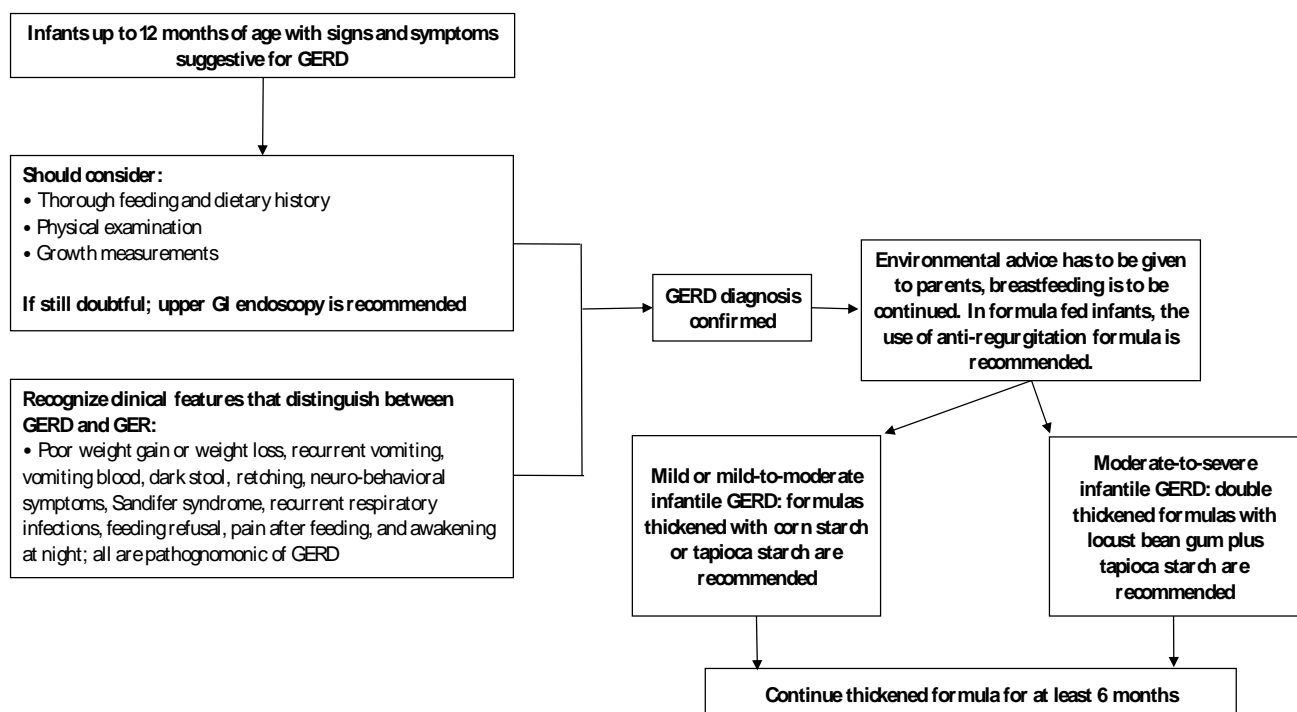 Infants up to 12 months of age with signs and symptoms
suggestive for GERD
Should consider:
• Thorough feeding and dietary history
• Physical examination
• Growth measurements
If still doubtful; upper GI endoscopy is recommended
Recognize clinical features that distinguish between
GERD and GER:
• Poor weight gain or weight loss, recurrent vomiting,
vomiting blood, dark stool, retching, neuro-behavioral
symptoms, Sandifer syndrome, recurrent respiratory
infections, feeding refusal, pain after feeding, and awakening
at night; all are pathognomonic of GERD
GERD diagnosis
confirmed
Environmental advice has to be given
to parents, breastfeeding is to be
continued. In formula fed infants, the
use of anti-regurgitation formula is
recommended.
Mild or mild-to-moderate
infantile GERD: formulas
thickened with corn starch
or tapioca starch are
recommended
Moderate-to-severe
infantile GERD: double
thickened formulas with
locust bean gum plus
tapioca starch are
recommended
Continue thickened formula for at least 6 months